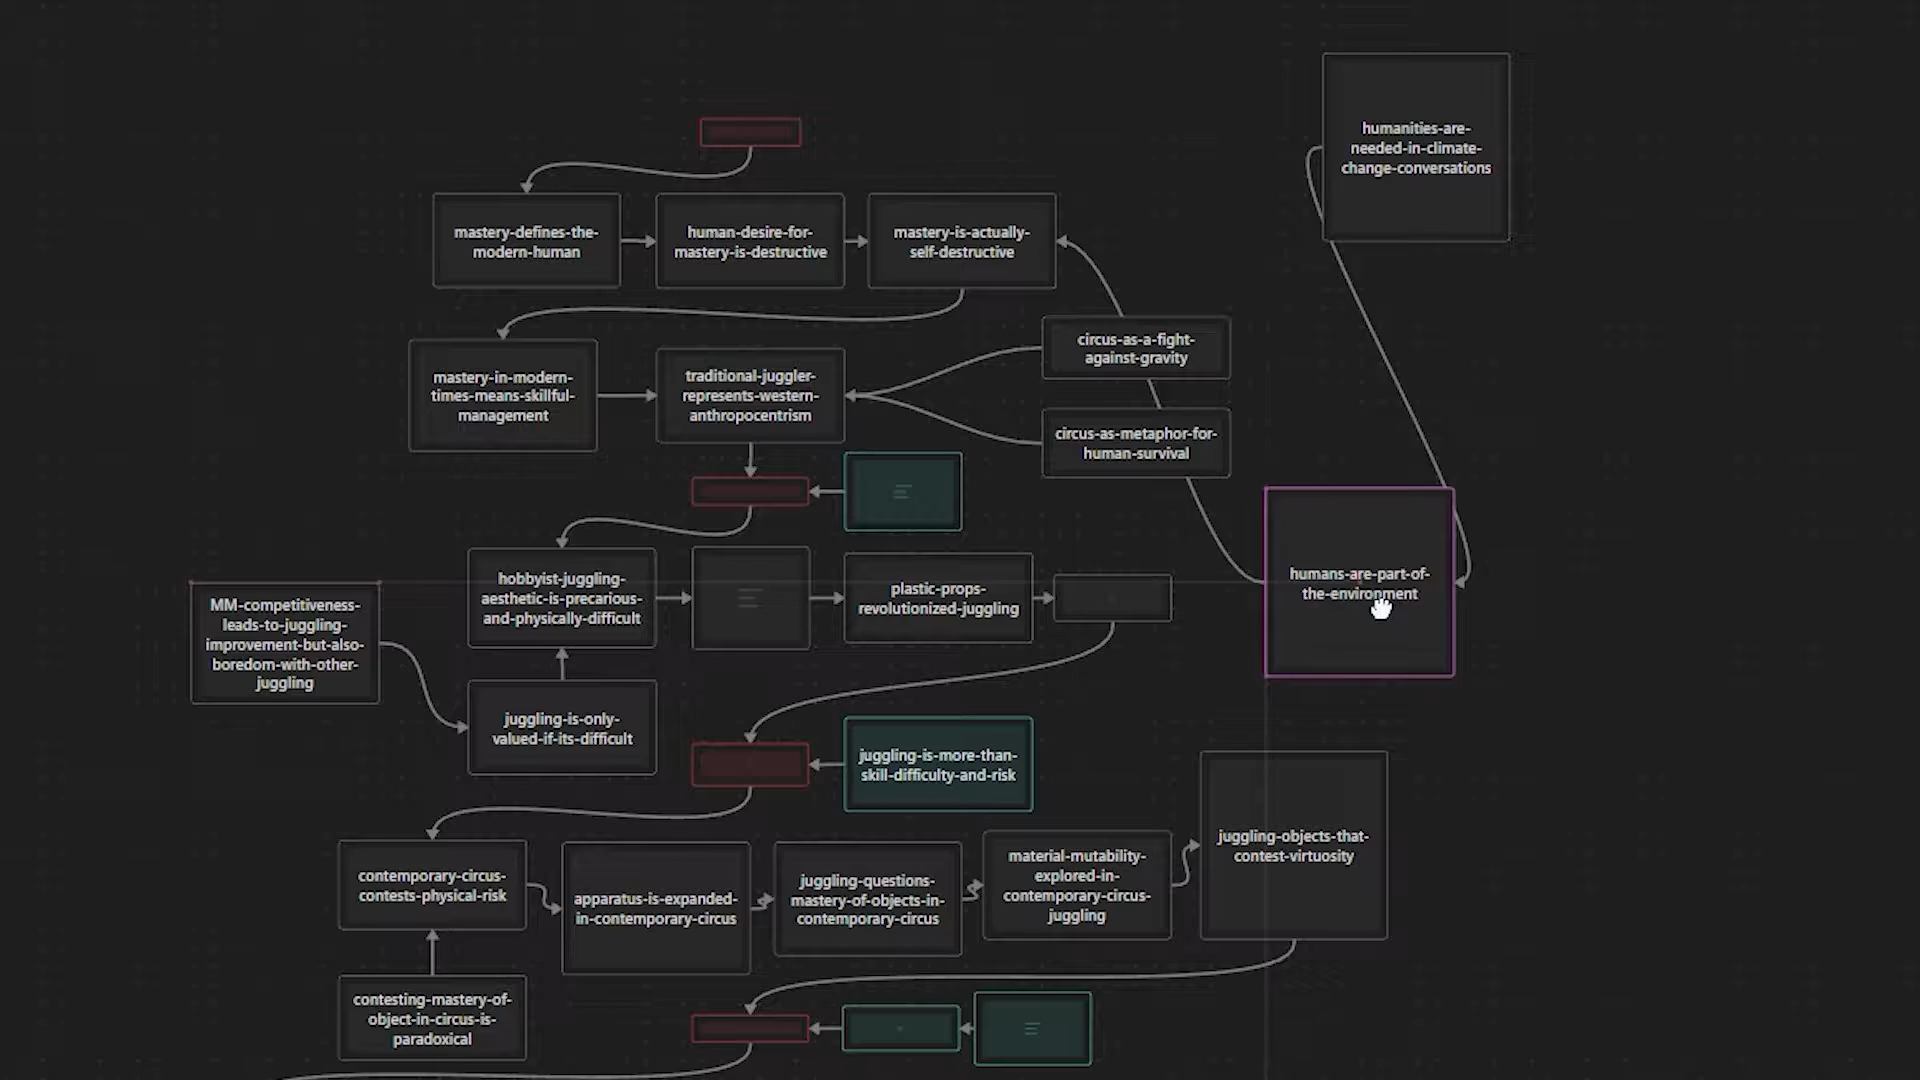 humanities-are-
needed-in-climate-
change-conversations
mastery-defines-the-
modern-human
human-desire-for-
mastery-is-destructive
mastery-is-actually-
self-destructive
circus-as-a-fight-
against-gravity
mastery-in-modern-
times-means-skillful-
management
traditional-juggler-
represents-western-
anthropocentrism
circus-as-metaphor-for-
human-survival
humans-are-part-of-
the-environment
hobbyist-juggling-
aesthetic-is-precarious-
and-physically-difficult
plastic-props-
revolutionized-juggling
MM-competitiveness-
leads-to-juggling-
improvement-but-also-
boredom-with-other-
juggling
juggling-is-only-
valued-if-its-difficult
juggling-is-more-than-
skill-difficulty-and-risk
juggling-objects-that-
contest-virtuosity
contemporary-circus-
contests-physical-risk
apparatus-is-expanded-
in-contemporary-circus
juggling-questions-
mastery-of-objects-in-
contemporary-circus
material-mutability-
explored-in-
contemporary-circus-
juggling
contesting-mastery-of-
object-in-circus-is-
paradoxical